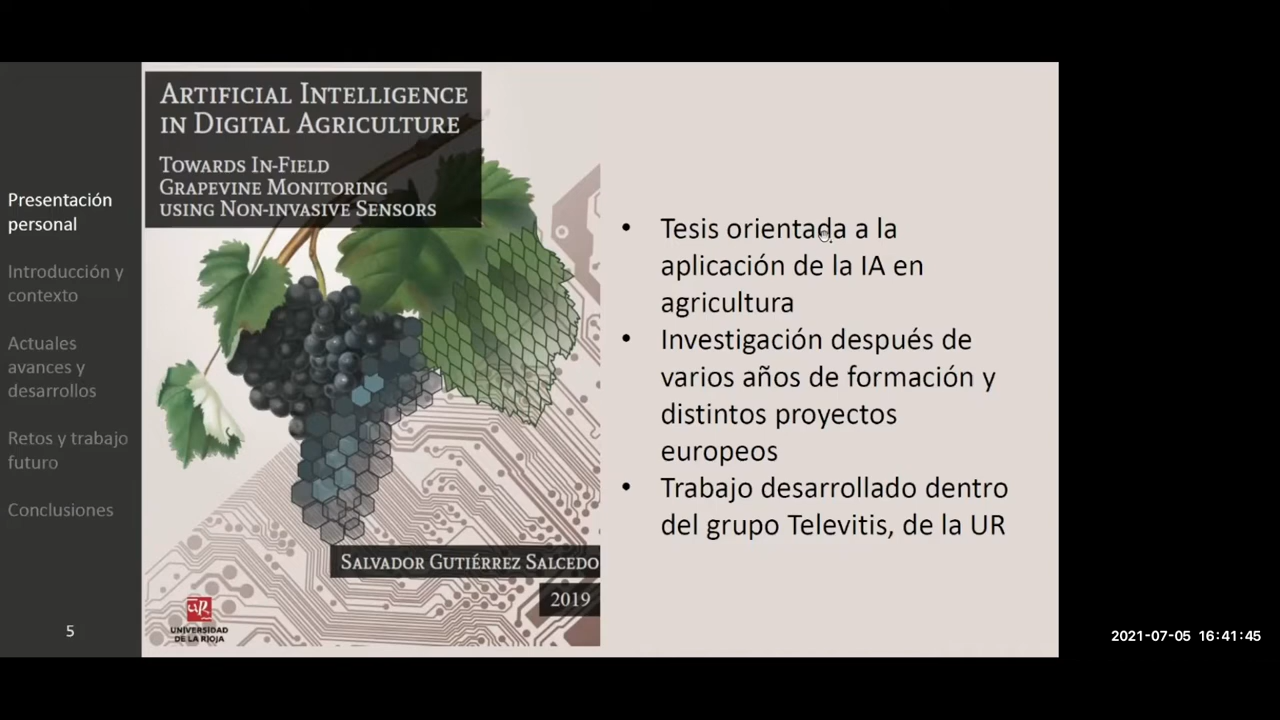 Presentación
personal
Introducción y
contexto
Actuales
avances y
desarrollos
Retos y trabajo
futuro
Conclusiones
5
ARTIFICIAL INTELLIGENCE
IN DIGITAL AGRICULTURE
TOWARDS IN-FIELD
GRAPEVINE MONITORING
USING NON-INVASIVE SENSORS
SALVADOR GUTIÉRREZ SALCEDO
2019
UR
UNIVERSIDAD
DE LA RIOJA
• Tesis orientada a la
aplicación de la IA en
agricultura
• Investigación después de
varios años de formación y
distintos proyectos
europeos
• Trabajo desarrollado dentro
del grupo Televitis, de la UR
2021-07-05 16:41:45